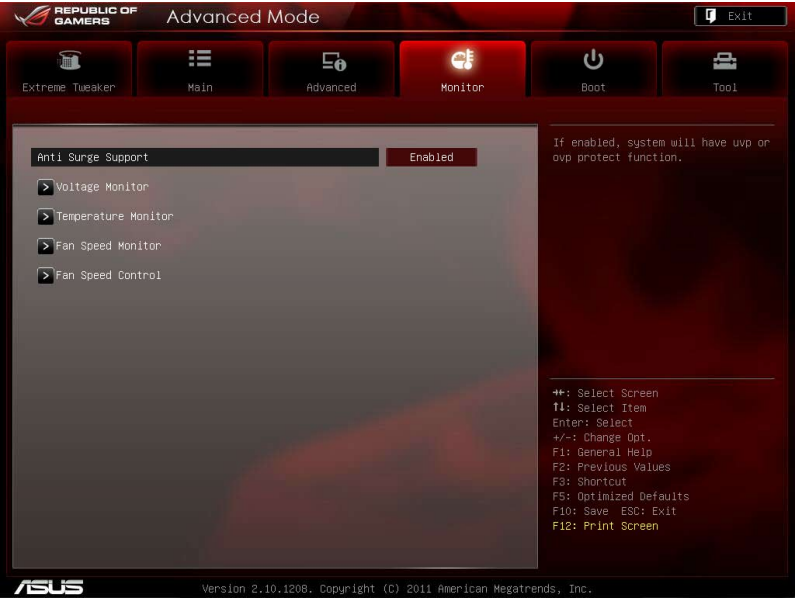 REPUBLIC OF
GAMERS
Advanced Mode
Exit
Extreme Tweaker
Main
Advanced
Monitor
Boot
Tool
Anti Surge Support
Enabled
> Voltage Monitor
> Temperature Monitor
> Fan Speed Monitor
> Fan Speed Control
If enabled, system will have uvp or
ovp protect function.
→←: Select Screen
↑↓: Select Item
Enter: Select
+/-: Change Opt.
F1: General Help
F2: Previous Values
F3: Shortcut
F5: Optimized Defaults
F10: Save  ESC: Exit
F12: Print Screen
ASUS
Version 2.10.1208. Copyright (C) 2011 American Megatrends, Inc.